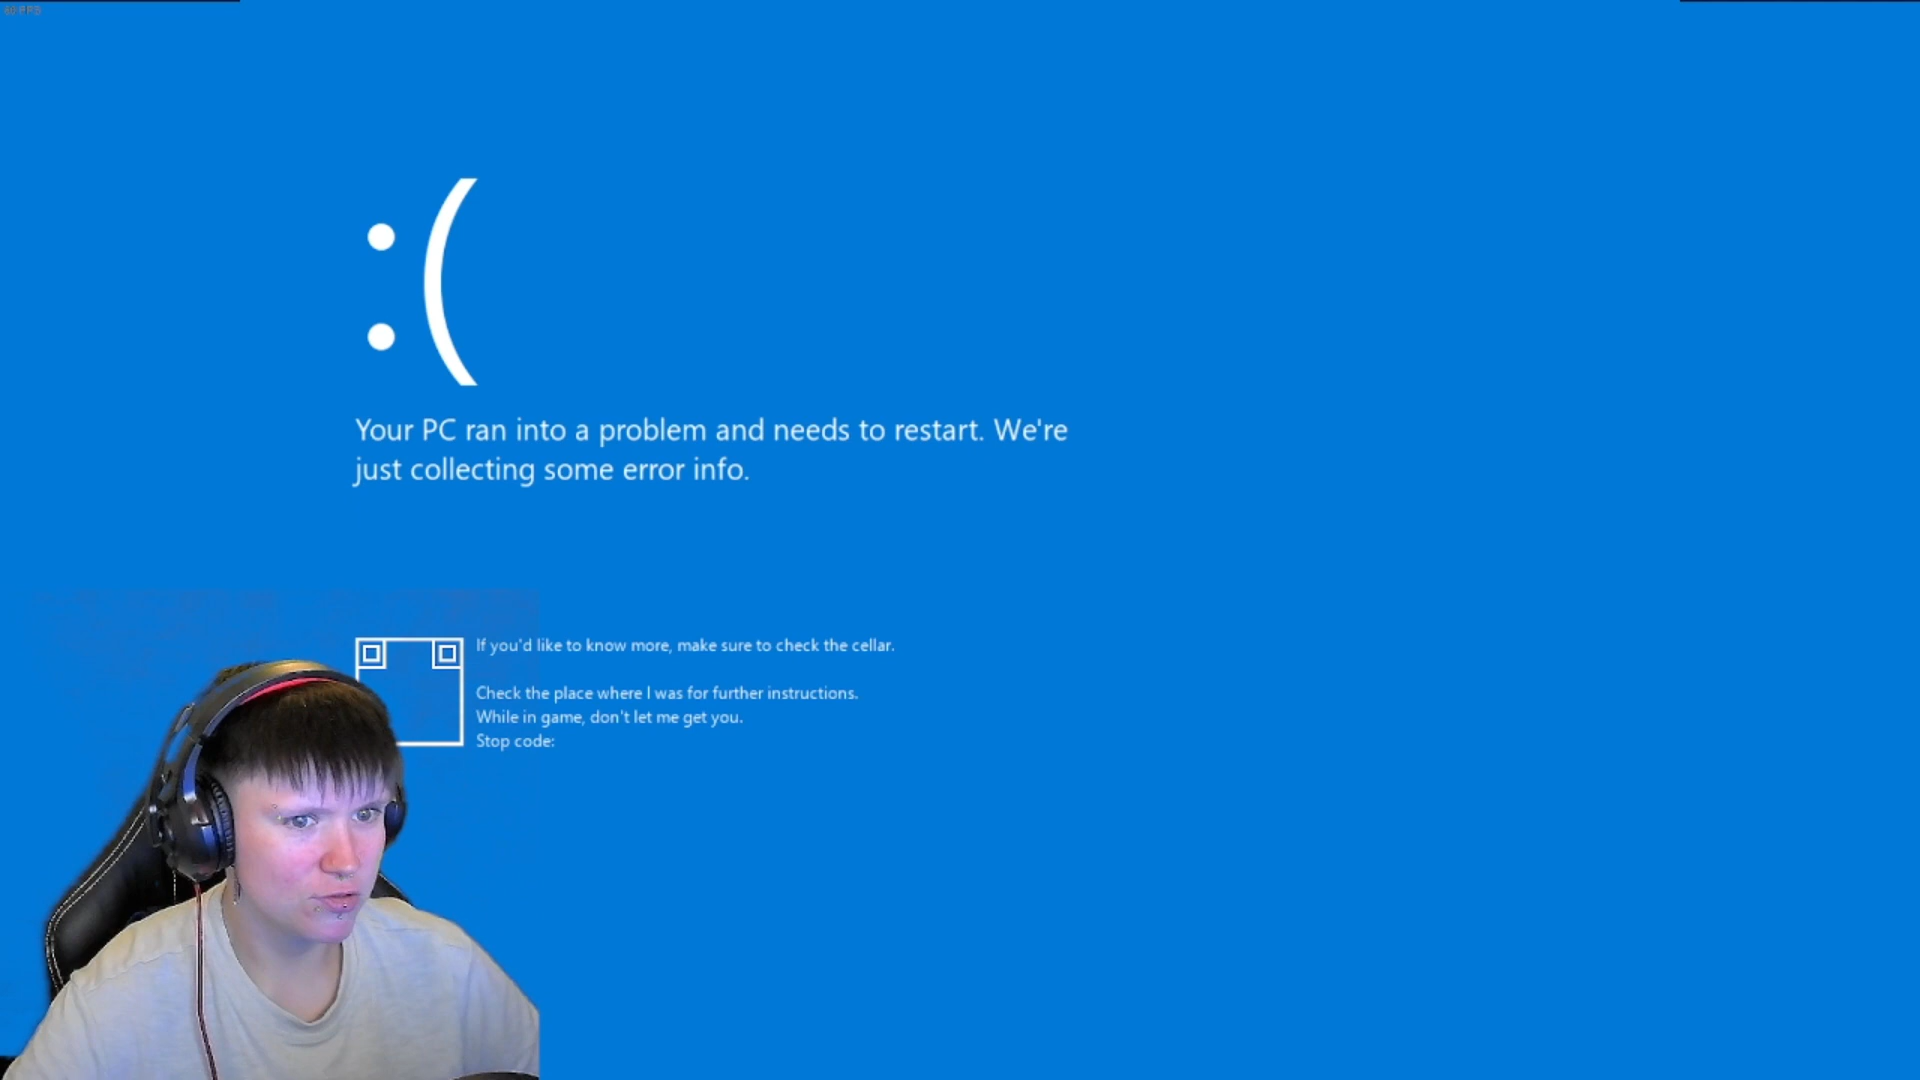 60 FPS
:(
Your PC ran into a problem and needs to restart. We're
just collecting some error info.
If you'd like to know more, make sure to check the cellar.
Check the place where I was for further instructions.
While in game, don't let me get you.
Stop code: